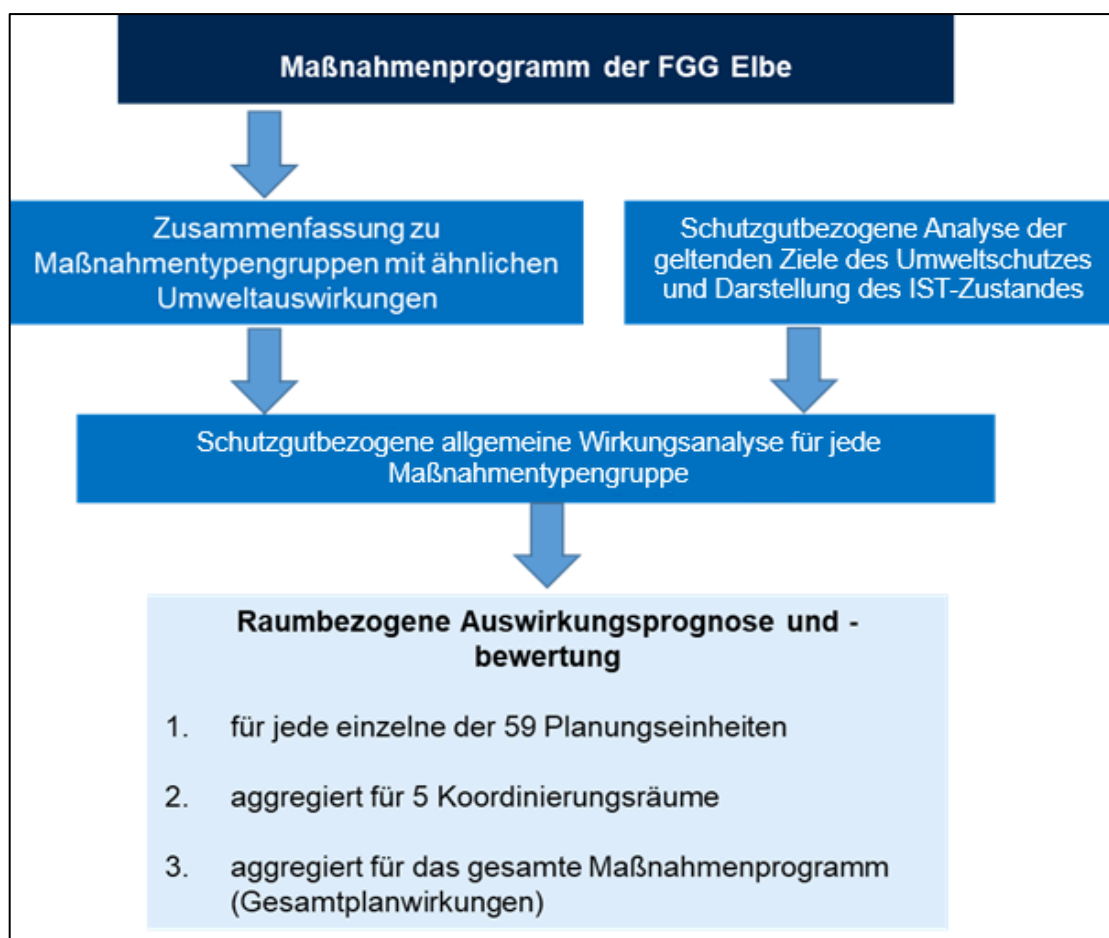 Maßnahmenprogramm der FGG Elbe
Zusammenfassung zu
Maßnahmentypengruppen mit ähnlichen
Umweltauswirkungen
Schutzgutbezogene Analyse der
geltenden Ziele des Umweltschutzes
und Darstellung des IST-Zustandes
Schutzgutbezogene allgemeine Wirkungsanalyse für jede
Maßnahmentypengruppe
Raumbezogene Auswirkungsprognose und -
bewertung
1. für jede einzelne der 59 Planungseinheiten
2. aggregiert für 5 Koordinierungsräume
3. aggregiert für das gesamte Maßnahmenprogramm
(Gesamtplanwirkungen)